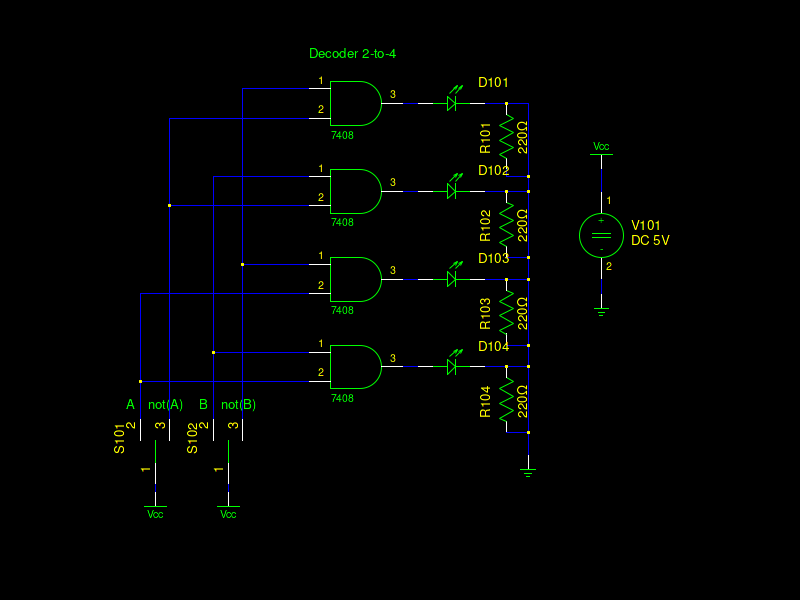 Decoder 2-to-4
1
2
3
7408
D101
R101
220Ω
1
2
3
7408
D102
R102
220Ω
1
2
3
7408
D103
R103
220Ω
1
2
3
7408
D104
R104
220Ω
Vcc
1
+
-
2
V101
DC 5V
A
not(A)
B
not(B)
S101
2
3
1
Vcc
S102
2
3
1
Vcc